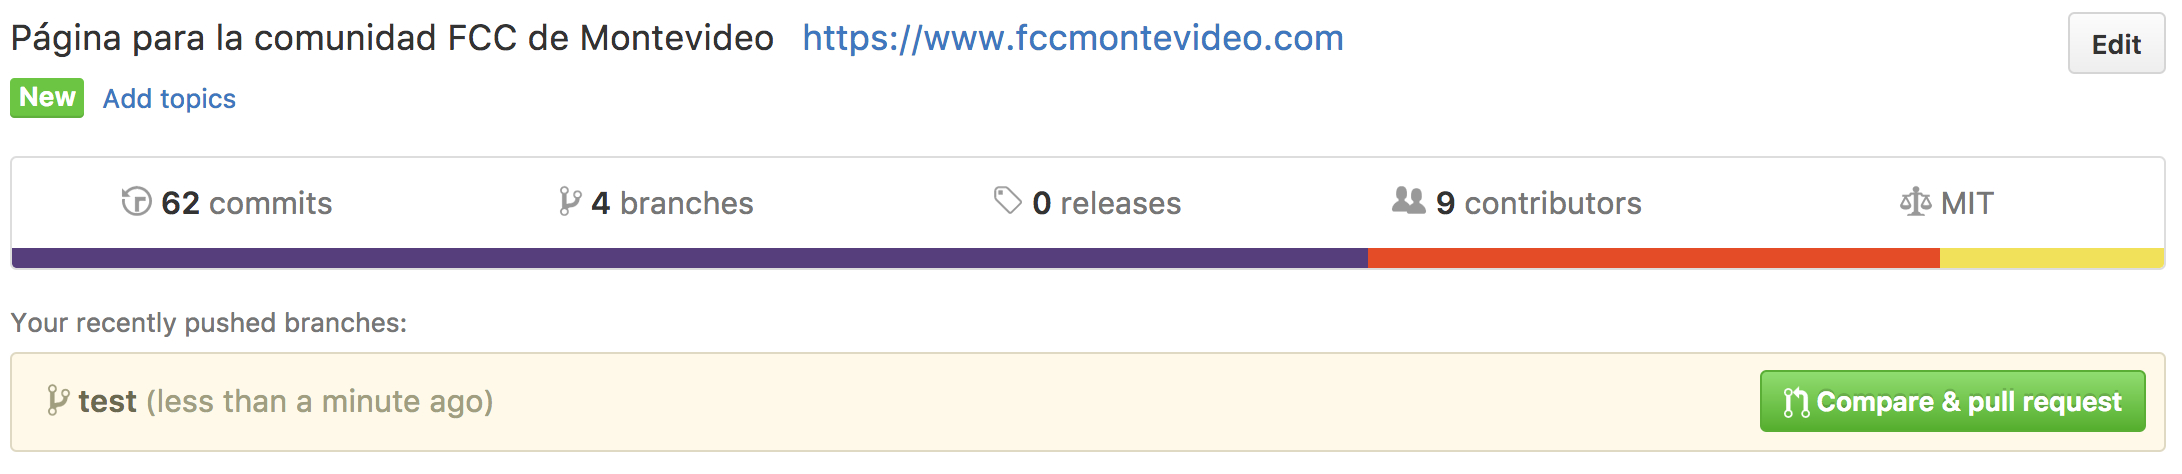 Página para la comunidad FCC de Montevideo https://www.fccmontevideo.com
Edit
New Add topics
62 commits 4 branches 0 releases 9 contributors MIT
Your recently pushed branches:
test (less than a minute ago) Compare & pull request